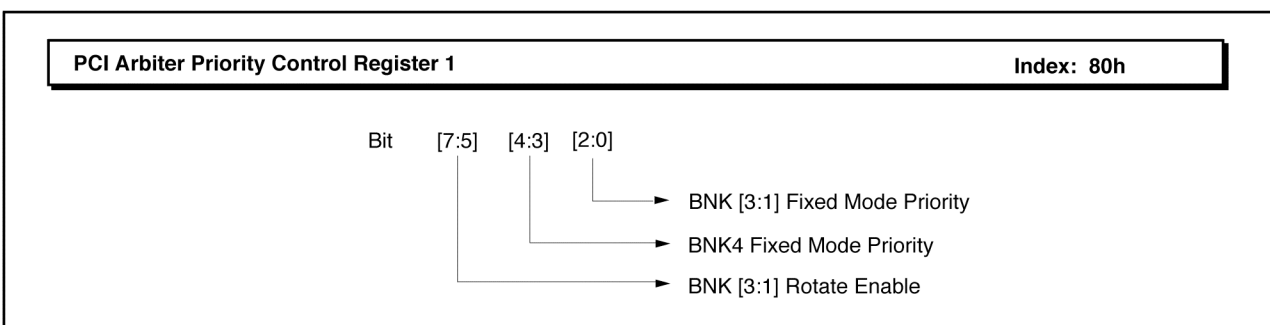 PCI Arbiter Priority Control Register 1 Index: 80h
Bit [7:5] [4:3] [2:0]
BNK [3:1] Fixed Mode Priority
BNK4 Fixed Mode Priority
BNK [3:1] Rotate Enable